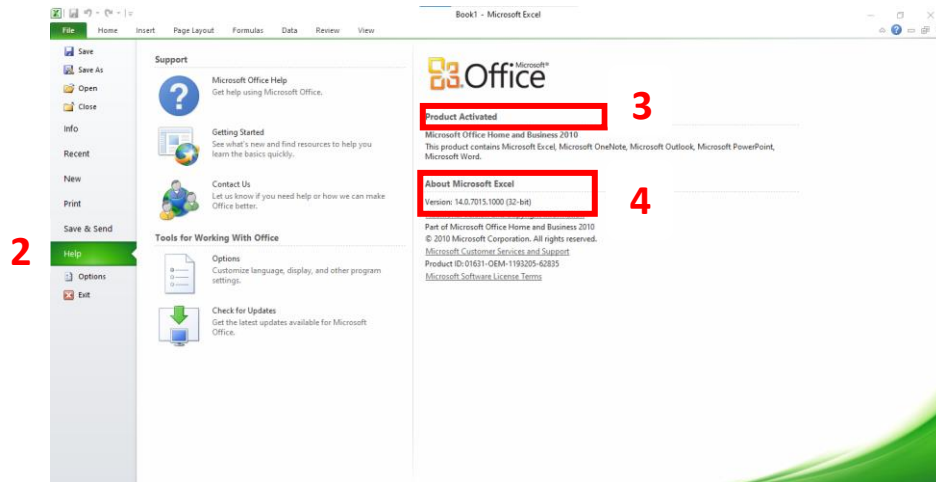 Book1 - Microsoft Excel
File Home Insert Page Layout Formulas Data Review View
Save
Save As
Open
Close
Info
Recent
New
Print
Save & Send
2
Help
Options
Exit
Support
Microsoft Office Help
Get help using Microsoft Office.
Getting Started
See what's new and find resources to help you
learn the basics quickly.
Contact Us
Let us know if you need help or how we can make
Office better.
Tools for Working With Office
Options
Customize language, display, and other program
settings.
Check for Updates
Get the latest updates available for Microsoft
Office.
Microsoft®
Office
3
Product Activated
Microsoft Office Home and Business 2010
This product contains Microsoft Excel, Microsoft OneNote, Microsoft Outlook, Microsoft PowerPoint,
Microsoft Word.
About Microsoft Excel
4
Version: 14.0.7015.1000 (32-bit)
Part of Microsoft Office Home and Business 2010
© 2010 Microsoft Corporation. All rights reserved.
Microsoft Customer Services and Support
Product ID: 01631-OEM-1193205-62835
Microsoft Software License Terms